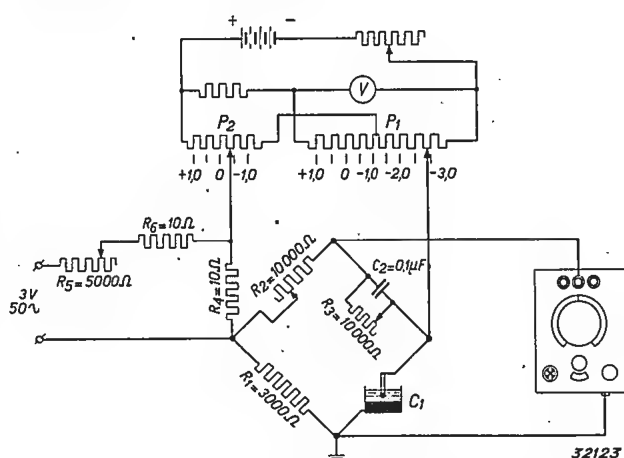 + -
V
P2 P1
+1,0 0 -1,0 +1,0 0 -1,0 -2,0 -3,0
R6=10Ω
R5=5000Ω
3V
50~
R4=10Ω
R2=10000Ω
C2=0,1µF
R3=10000Ω
R1=3000Ω
C1
32123